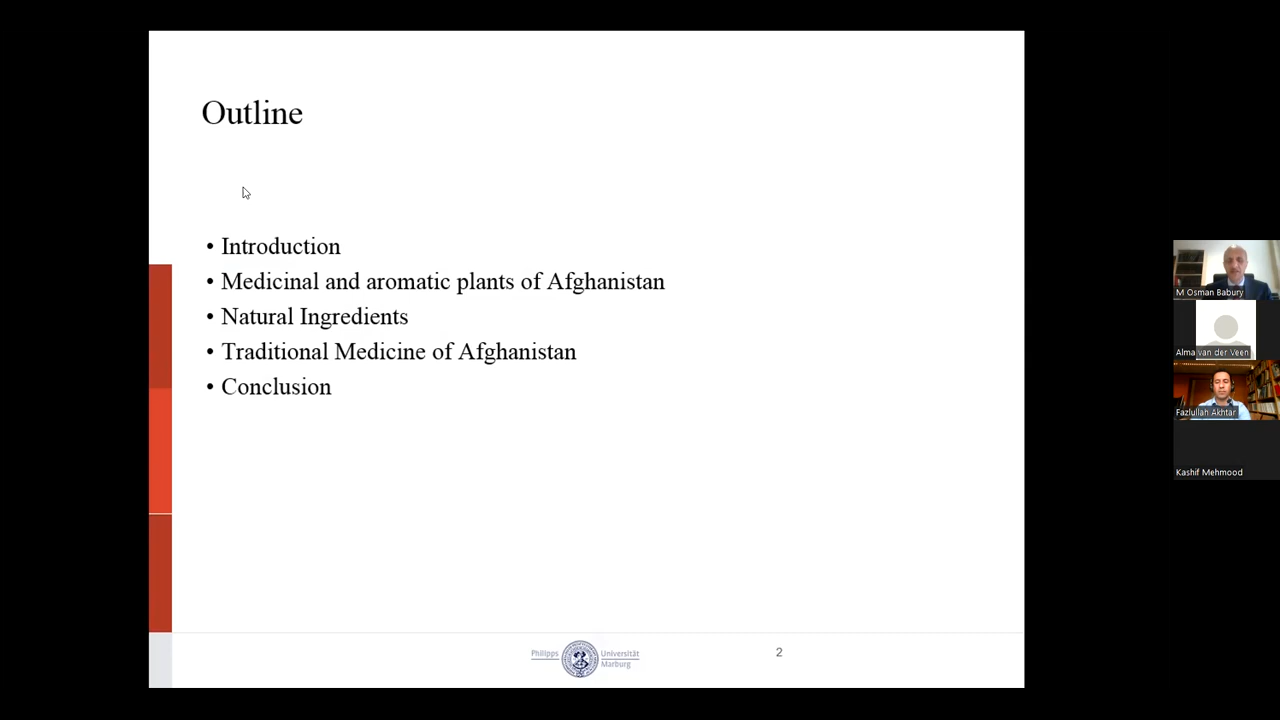 Outline
• Introduction
• Medicinal and aromatic plants of Afghanistan
• Natural Ingredients
• Traditional Medicine of Afghanistan
• Conclusion
Philipps Universität
Marburg
2
M Osman Babury
Alma van der Veen
Fazlullah Akhtar
Kashif Mehmood